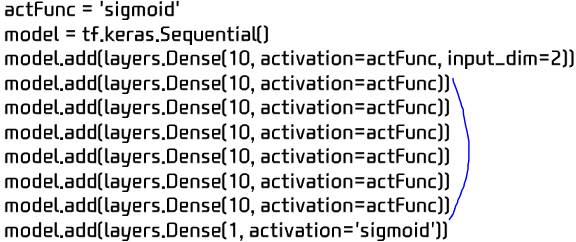 actFunc = 'sigmoid'
model = tf.keras.Sequential()
model.add(layers.Dense(10, activation=actFunc, input_dim=2))
model.add(layers.Dense(10, activation=actFunc))
model.add(layers.Dense(10, activation=actFunc))
model.add(layers.Dense(10, activation=actFunc))
model.add(layers.Dense(10, activation=actFunc))
model.add(layers.Dense(10, activation=actFunc))
model.add(layers.Dense(10, activation=actFunc))
model.add(layers.Dense(1, activation='sigmoid'))